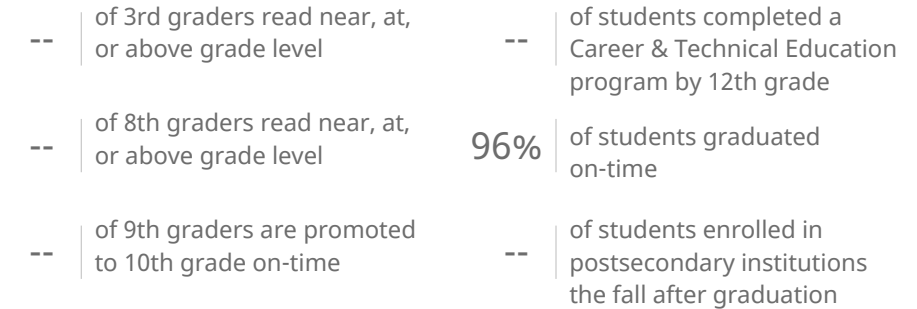 -- of 3rd graders read near, at,
or above grade level
-- of 8th graders read near, at,
or above grade level
-- of 9th graders are promoted
to 10th grade on-time
-- of students completed a
Career & Technical Education
program by 12th grade
96% of students graduated
on-time
-- of students enrolled in
postsecondary institutions
the fall after graduation